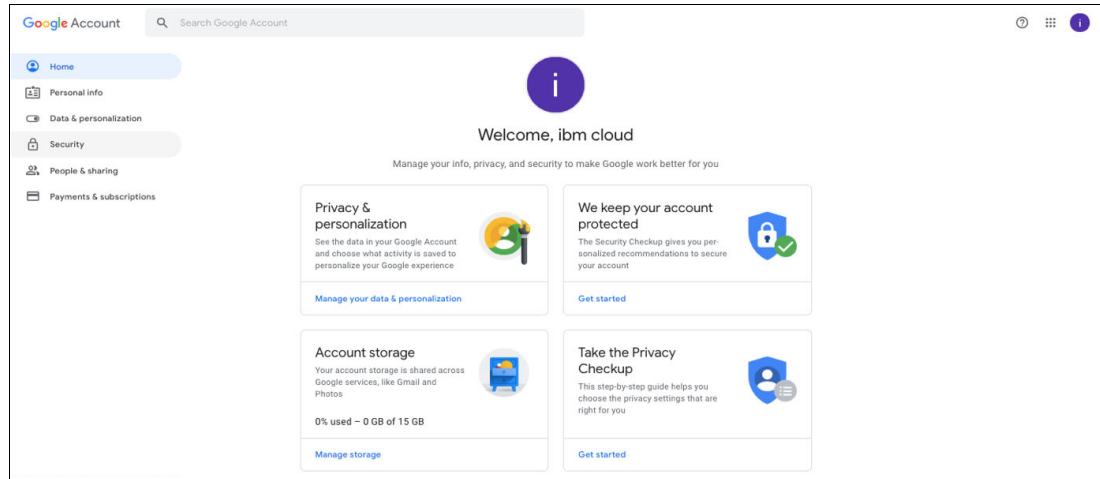 Google Account
Search Google Account
i
Home
Personal info
Data & personalization
Security
People & sharing
Payments & subscriptions
i
Welcome, ibm cloud
Manage your info, privacy, and security to make Google work better for you
Privacy &
personalization
See the data in your Google Account
and choose what activity is saved to
personalize your Google experience
Manage your data & personalization
We keep your account
protected
The Security Checkup gives you per-
sonalized recommendations to secure
your account
Get started
Account storage
Your account storage is shared across
Google services, like Gmail and
Photos
0% used – 0 GB of 15 GB
Manage storage
Take the Privacy
Checkup
This step-by-step guide helps you
choose the privacy settings that are
right for you
Get started